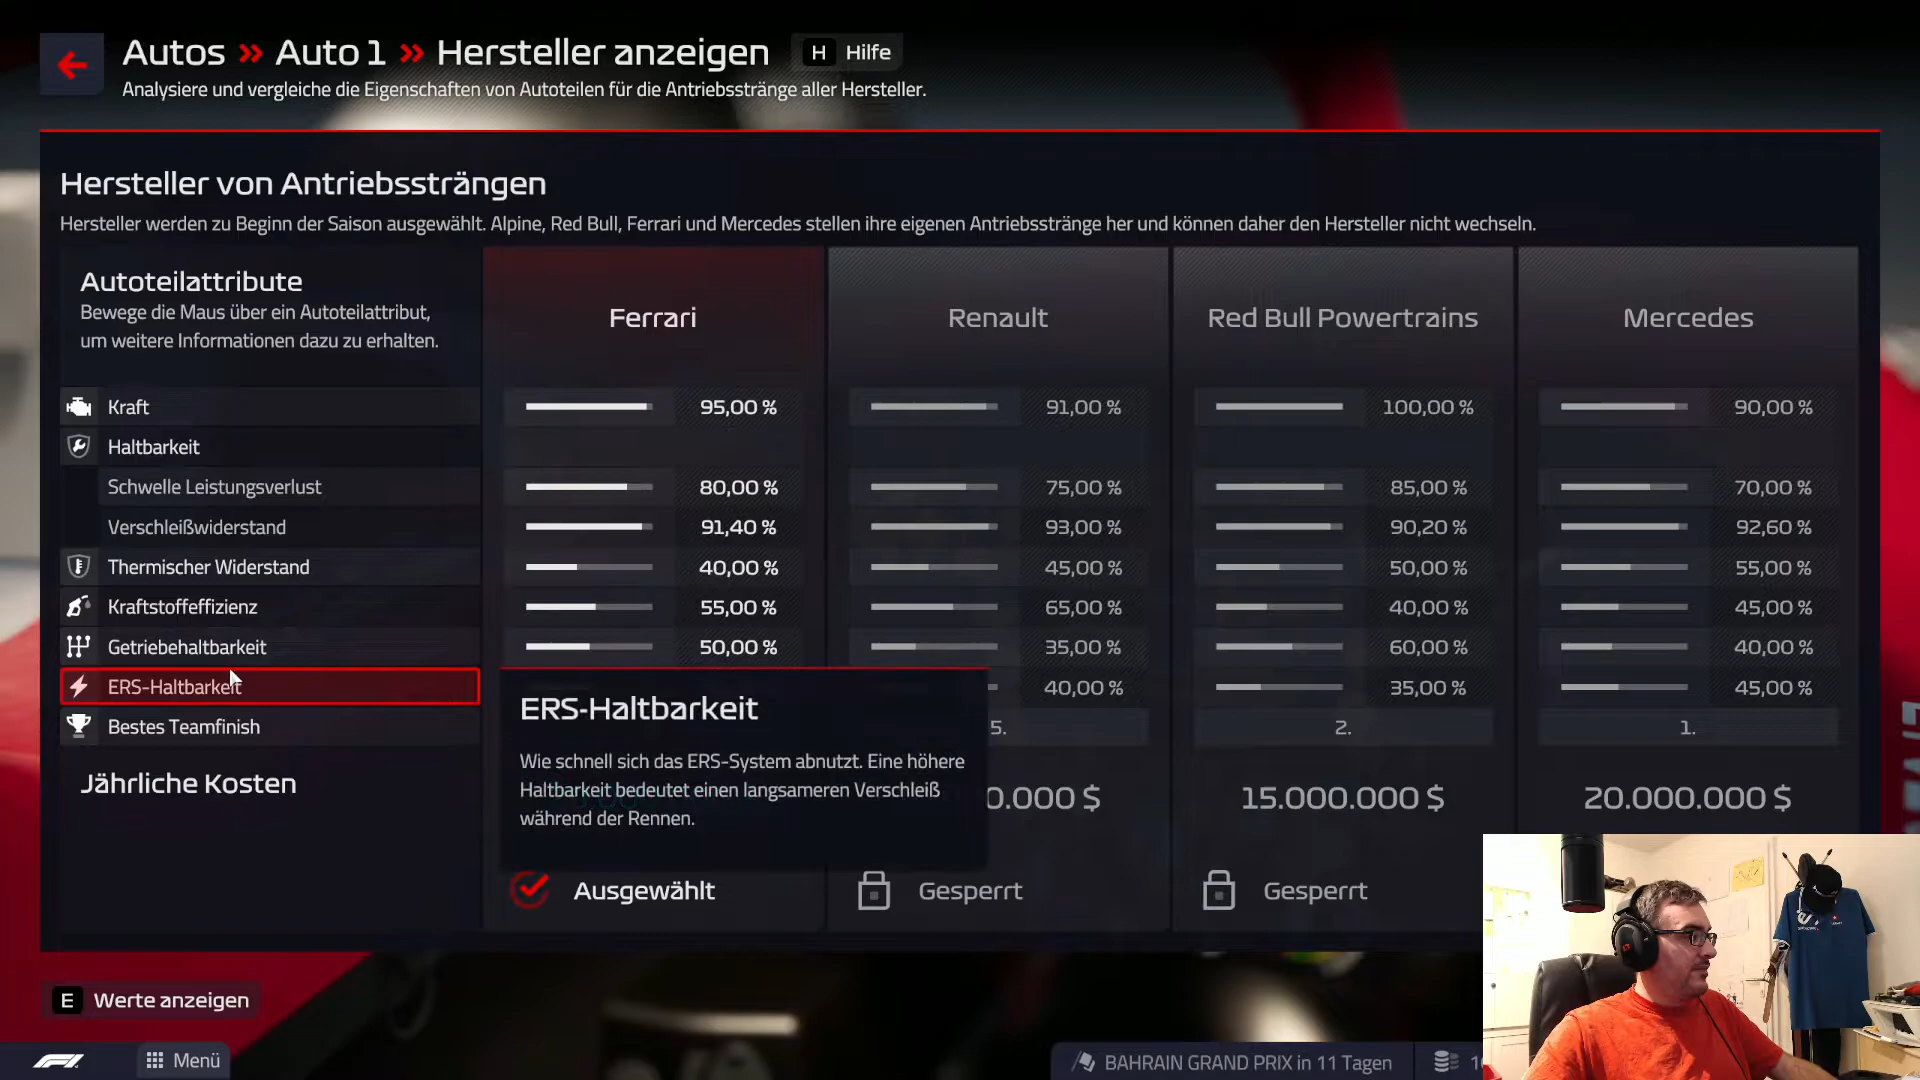 Autos » Auto 1 » Hersteller anzeigen
H Hilfe
Analysiere und vergleiche die Eigenschaften von Autoteilen für die Antriebsstränge aller Hersteller.
Hersteller von Antriebssträngen
Hersteller werden zu Beginn der Saison ausgewählt. Alpine, Red Bull, Ferrari und Mercedes stellen ihre eigenen Antriebsstränge her und können daher den Hersteller nicht wechseln.
Autoteilattribute
Bewege die Maus über ein Autoteilattribut,
um weitere Informationen dazu zu erhalten.
Ferrari Renault Red Bull Powertrains Mercedes
Kraft 95,00 % 91,00 % 100,00 % 90,00 %
Haltbarkeit
Schwelle Leistungsverlust 80,00 % 75,00 % 85,00 % 70,00 %
Verschleißwiderstand 91,40 % 93,00 % 90,20 % 92,60 %
Thermischer Widerstand 40,00 % 45,00 % 50,00 % 55,00 %
Kraftstoffeffizienz 55,00 % 65,00 % 40,00 % 45,00 %
Getriebehaltbarkeit 50,00 % 35,00 % 60,00 % 40,00 %
ERS-Haltbarkeit 40,00 % 35,00 % 45,00 %
Bestes Teamfinish 5. 2. 1.
ERS-Haltbarkeit
Wie schnell sich das ERS-System abnutzt. Eine höhere
Haltbarkeit bedeutet einen langsameren Verschleiß
während der Rennen.
Jährliche Kosten 0.000 $ 15.000.000 $ 20.000.000 $
Ausgewählt Gesperrt Gesperrt
E Werte anzeigen
F1 Menü
BAHRAIN GRAND PRIX in 11 Tagen